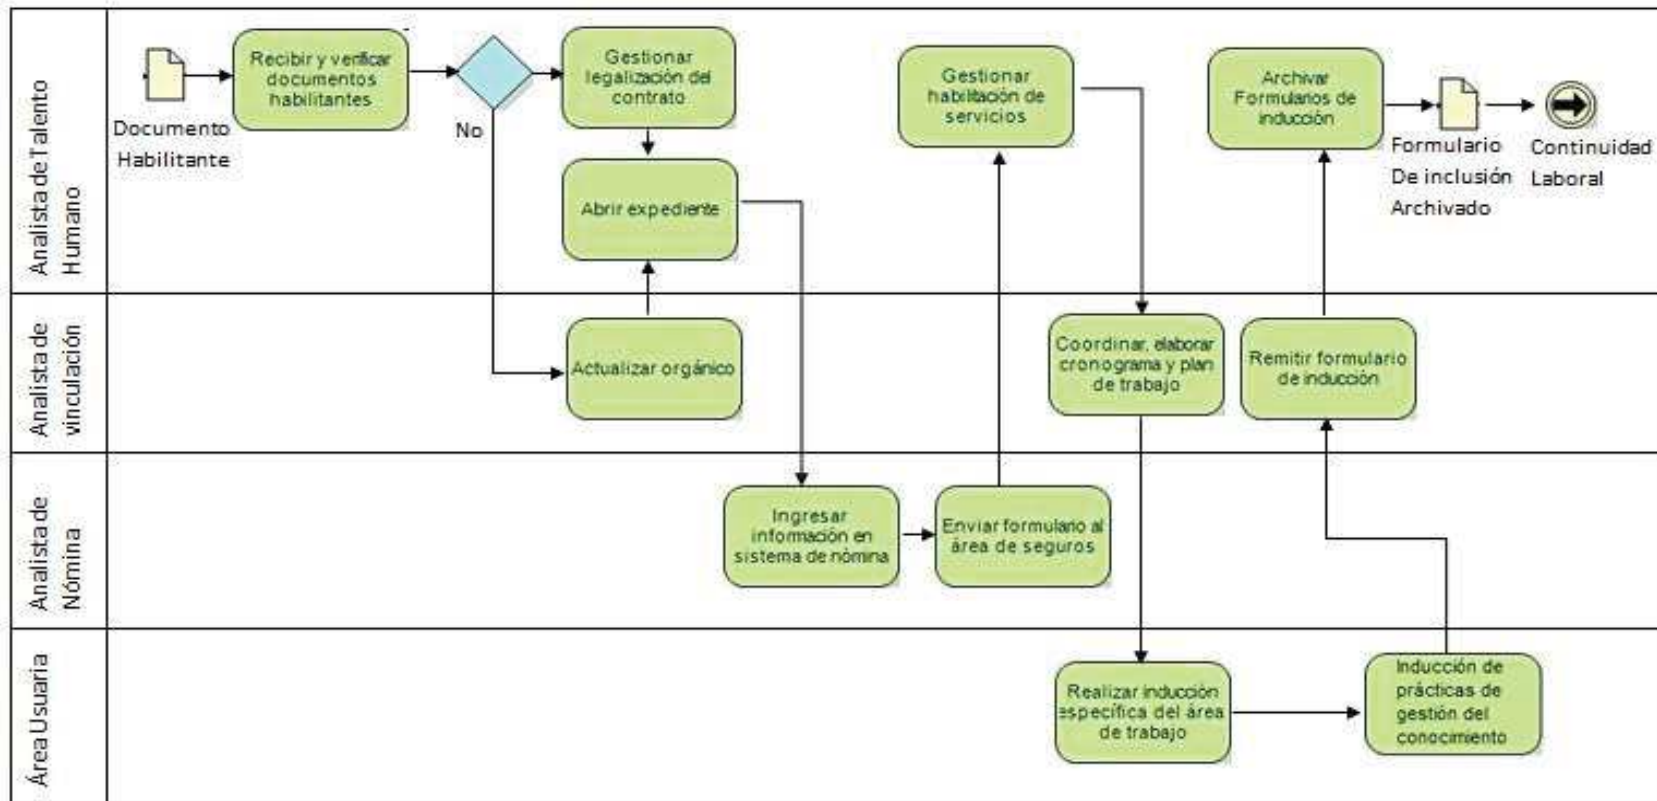 Analista de Talento
Humano
Documento
Habilitante
Recibir y verificar
documentos
habilitantes
No
Gestionar
legalización del
contrato
Abrir expediente
Gestionar
habilitación de
servicios
Archivar
Formularios de
inducción
Formulario
De inclusión
Archivado
Continuidad
Laboral
Analista de
vinculación
Actualizar orgánico
Coordinar, elaborar
cronograma y plan
de trabajo
Remitir formulario
de inducción
Analista de
Nómina
Ingresar
información en
sistema de nómina
Enviar formulario al
área de seguros
Área Usuaria
Realizar inducción
específica del área
de trabajo
Inducción de
prácticas de
gestión del
conocimiento